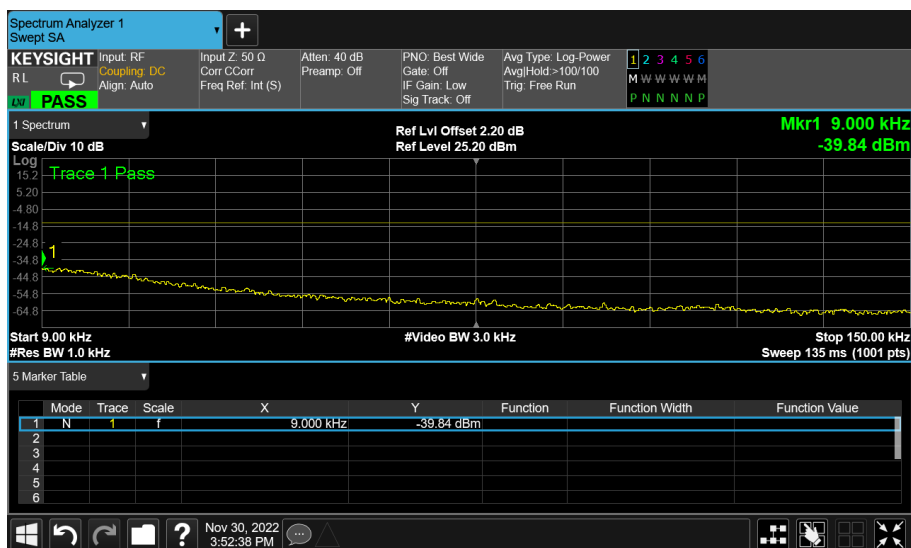 Spectrum Analyzer 1
Swept SA
+
KEYSIGHT
RL
LXI PASS
Input: RF
Coupling: DC
Align: Auto
Input Z: 50 Ω
Corr CCorr
Freq Ref: Int (S)
Atten: 40 dB
Preamp: Off
PNO: Best Wide
Gate: Off
IF Gain: Low
Sig Track: Off
Avg Type: Log-Power
Avg|Hold:>100/100
Trig: Free Run
1 2 3 4 5 6
M W W W W M
P N N N N P
1 Spectrum
Scale/Div 10 dB
Ref Lvl Offset 2.20 dB
Ref Level 25.20 dBm
Mkr1 9.000 kHz
-39.84 dBm
Log
Trace 1 Pass
15.2
5.20
-4.80
-14.8
-24.8
1
-34.8
-44.8
-54.8
-64.8
Start 9.00 kHz
#Video BW 3.0 kHz
Stop 150.00 kHz
#Res BW 1.0 kHz
Sweep 135 ms (1001 pts)
5 Marker Table
Mode Trace Scale X Y Function Function Width Function Value
1 N 1 f 9.000 kHz -39.84 dBm
2
3
4
5
6
?
Nov 30, 2022
3:52:38 PM